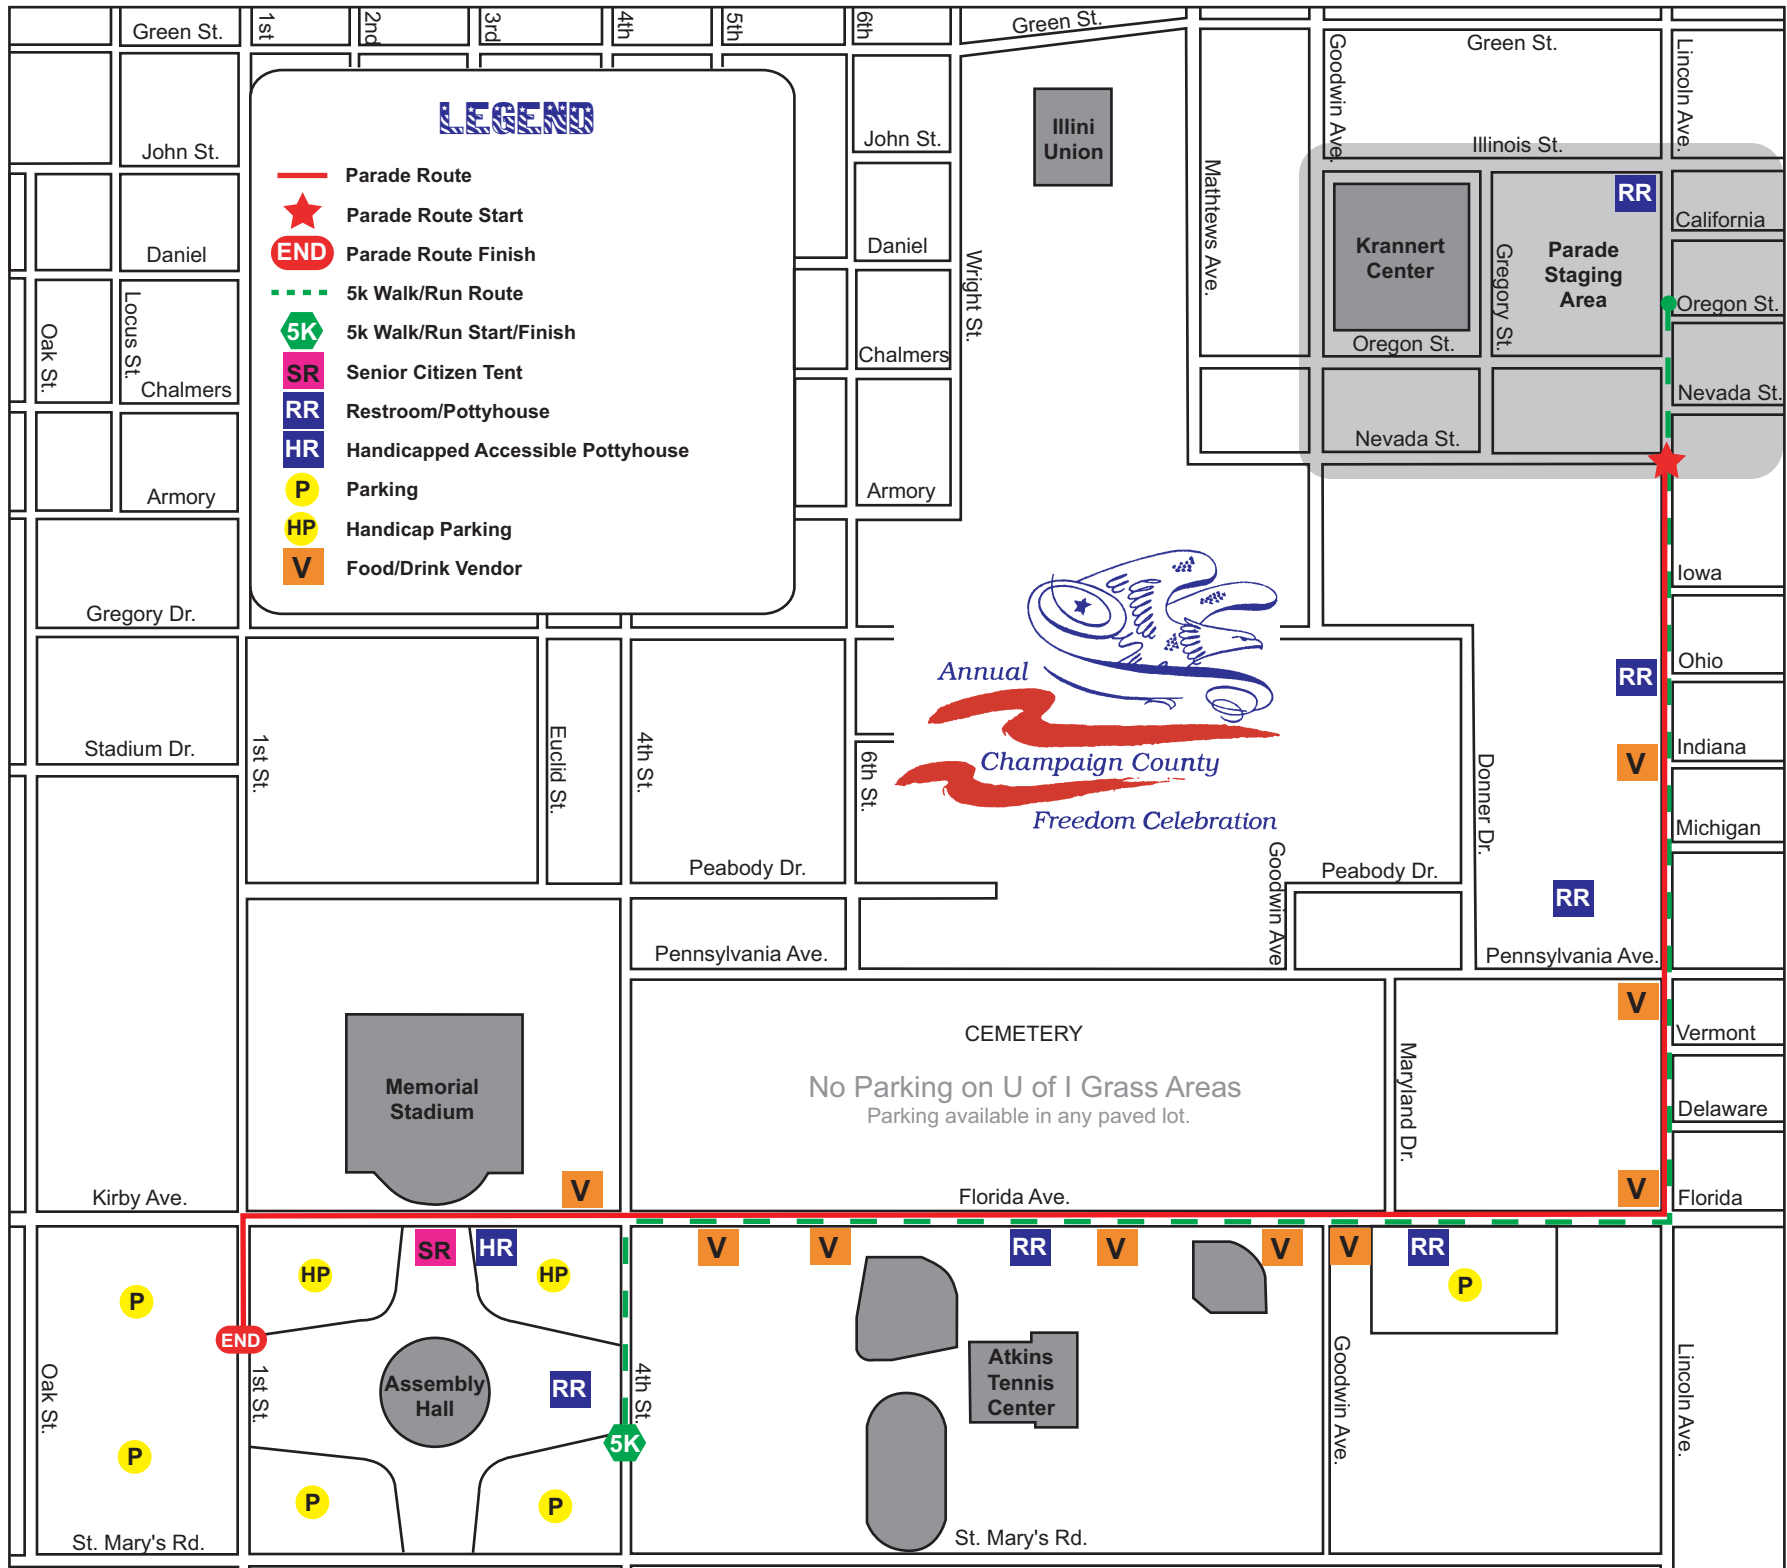 Green St.
1st
2nd
3rd
4th
5th
6th
Green St.
Goodwin Ave.
Green St.
Lincoln Ave.
LEGEND
Parade Route
Parade Route Start
END
Parade Route Finish
5k Walk/Run Route
5K
5k Walk/Run Start/Finish
SR
Senior Citizen Tent
RR
Restroom/Pottyhouse
HR
Handicapped Accessible Pottyhouse
P
Parking
HP
Handicap Parking
V
Food/Drink Vendor
John St.
John St.
Illini
Union
Illinois St.
Mathtews Ave.
RR
California
Daniel
Daniel
Wright St.
Krannert
Center
Gregory St.
Parade
Staging
Area
Oregon St.
Oak St.
Locus St.
Chalmers
Chalmers
Oregon St.
Nevada St.
Nevada St.
Armory
Armory
Iowa
Gregory Dr.
Annual
Champaign County
Freedom Celebration
RR
Ohio
Stadium Dr.
1st St.
Euclid St.
4th St.
6th St.
Donner Dr.
V
Indiana
Michigan
Peabody Dr.
Goodwin Ave
Peabody Dr.
RR
Pennsylvania Ave.
Pennsylvania Ave.
CEMETERY
No Parking on U of I Grass Areas
Parking available in any paved lot.
V
Vermont
Memorial
Stadium
Maryland Dr.
Delaware
Kirby Ave.
V
Florida Ave.
V
Florida
HP
SR
HR
HP
V
V
RR
V
V
V
RR
P
P
END
Oak St.
1st St.
Assembly
Hall
RR
4th St.
Atkins
Tennis
Center
Goodwin Ave.
Lincoln Ave.
5K
P
P
P
St. Mary's Rd.
St. Mary's Rd.